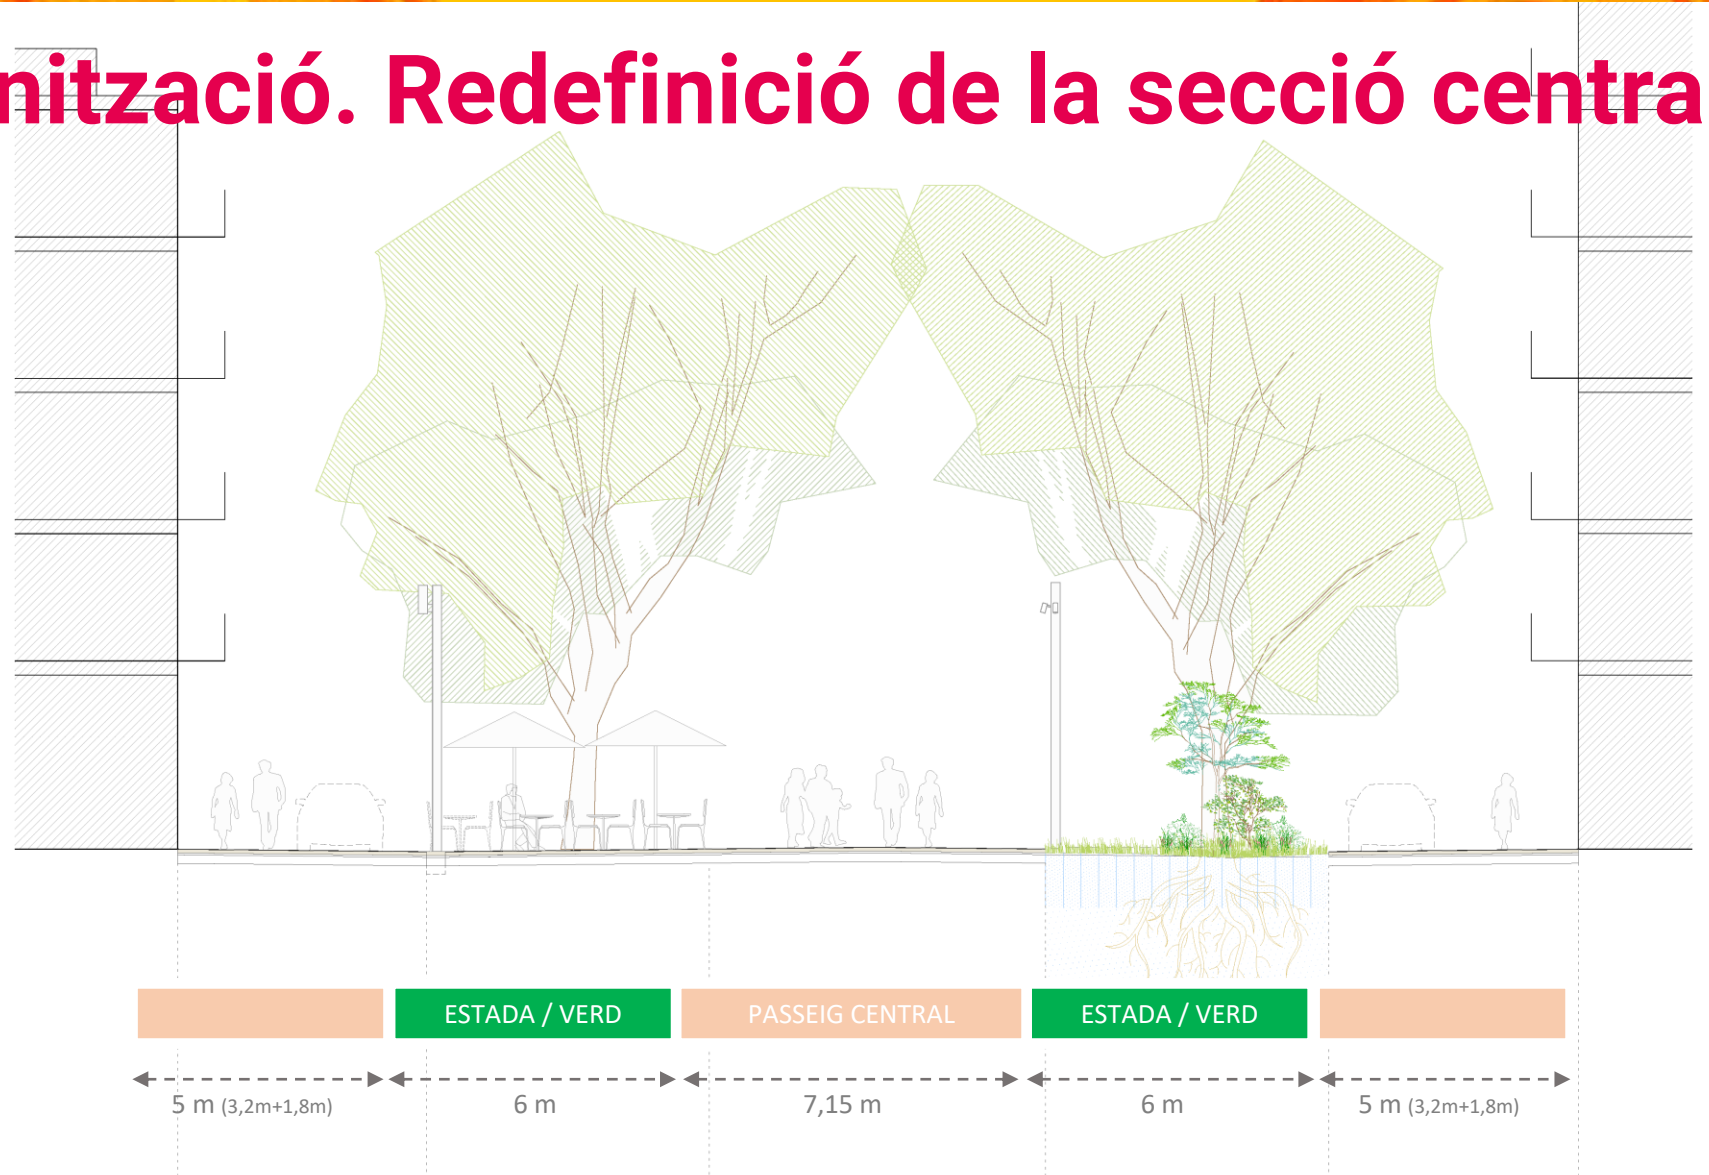 nització. Redefinició de la secció centra
ESTADA / VERD PASSEIG CENTRAL ESTADA / VERD
5 m (3,2m+1,8m) 6 m 7,15 m 6 m 5 m (3,2m+1,8m)